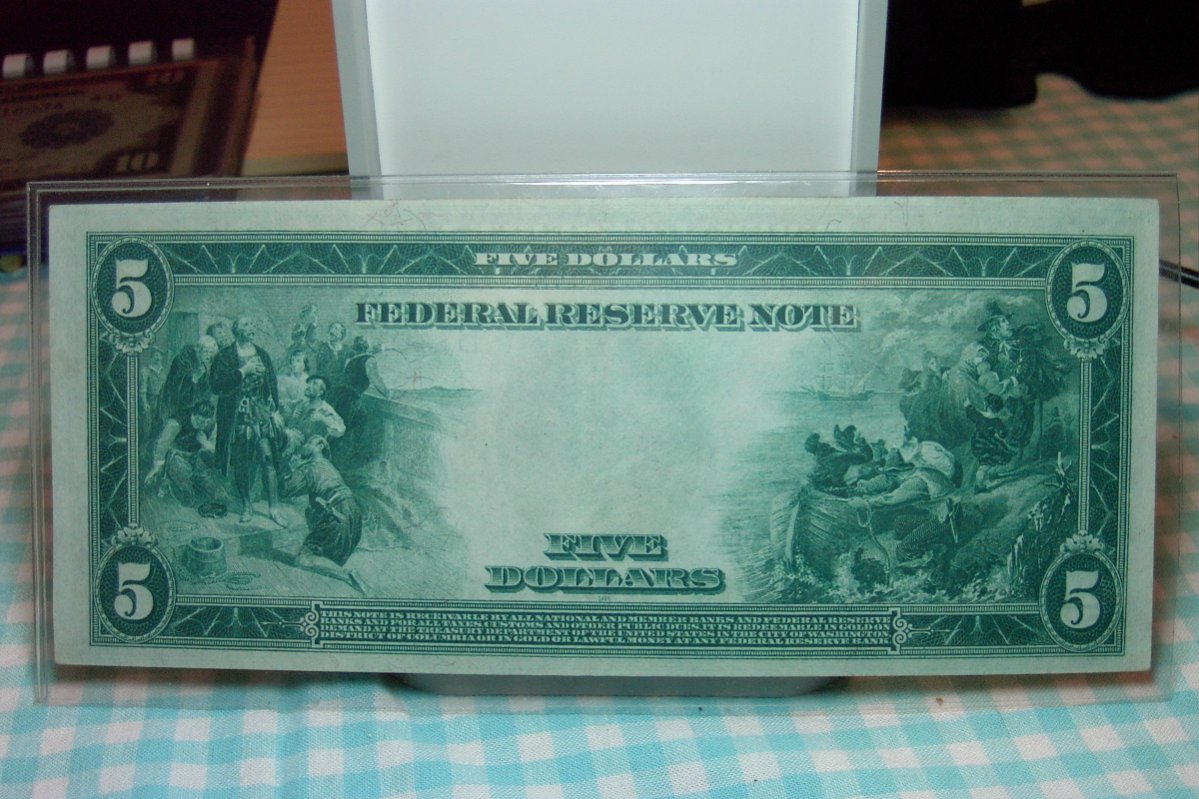 10
10
5
FIVE DOLLARS
5
FEDERAL RESERVE NOTE
FIVE
DOLLARS
5
5
THIS NOTE IS RECEIVABLE BY ALL NATIONAL AND MEMBER BANKS AND FEDERAL RESERVE
BANKS AND FOR ALL TAXES, CUSTOMS AND OTHER PUBLIC DUES. IT IS REDEEMABLE IN GOLD ON
DEMAND AT THE TREASURY DEPARTMENT OF THE UNITED STATES IN THE CITY OF WASHINGTON
DISTRICT OF COLUMBIA OR IN GOLD OR LAWFUL MONEY AT ANY FEDERAL RESERVE BANK